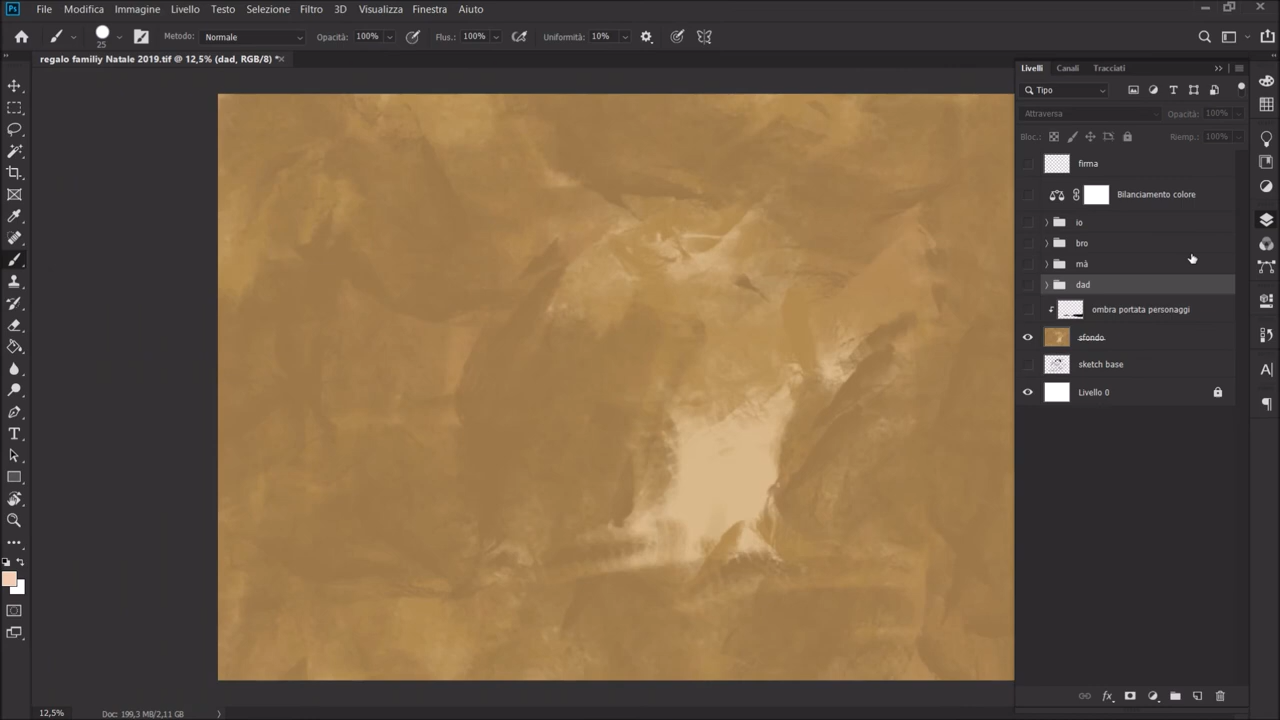 Ps File Modifica Immagine Livello Testo Selezione Filtro 3D Visualizza Finestra Aiuto
25 Metodo: Normale Opacità: 100% Flus.: 100% Uniformità: 10%
regalo familiy Natale 2019.tif @ 12,5% (dad, RGB/8) *
Livelli Canali Tracciati
Tipo
Attraversa Opacità: 100%
Bloc.: Riemp.: 100%
firma
Bilanciamento colore
io
bro
mà
dad
ombra portata personaggi
sfondo
sketch base
Livello 0
12,5% Doc: 199,3 MB/2,11 GB